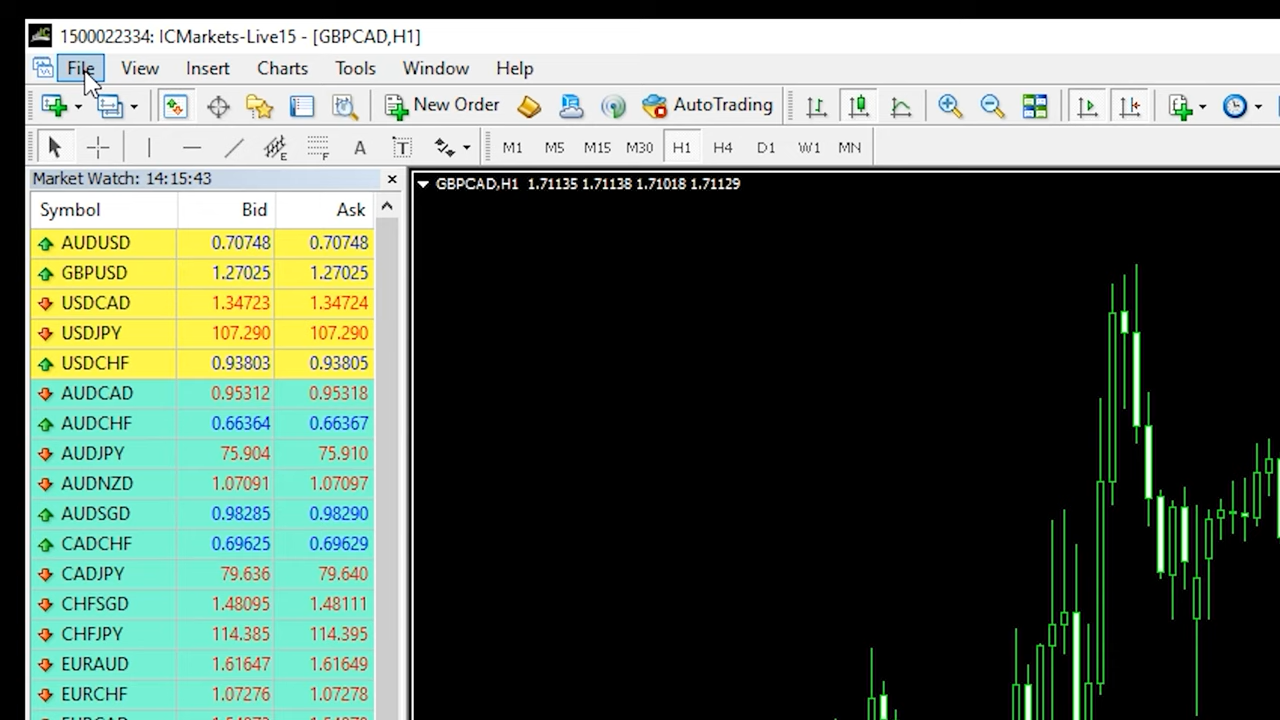 1500022334: ICMarkets-Live15 - [GBPCAD,H1]
File View Insert Charts Tools Window Help
New Order AutoTrading
E F A T M1 M5 M15 M30 H1 H4 D1 W1 MN
Market Watch: 14:15:43
GBPCAD,H1 1.71135 1.71138 1.71018 1.71129
Symbol Bid Ask
AUDUSD 0.70748 0.70748
GBPUSD 1.27025 1.27025
USDCAD 1.34723 1.34724
USDJPY 107.290 107.290
USDCHF 0.93803 0.93805
AUDCAD 0.95312 0.95318
AUDCHF 0.66364 0.66367
AUDJPY 75.904 75.910
AUDNZD 1.07091 1.07097
AUDSGD 0.98285 0.98290
CADCHF 0.69625 0.69629
CADJPY 79.636 79.640
CHFSGD 1.48095 1.48111
CHFJPY 114.385 114.395
EURAUD 1.61647 1.61649
EURCHF 1.07276 1.07278